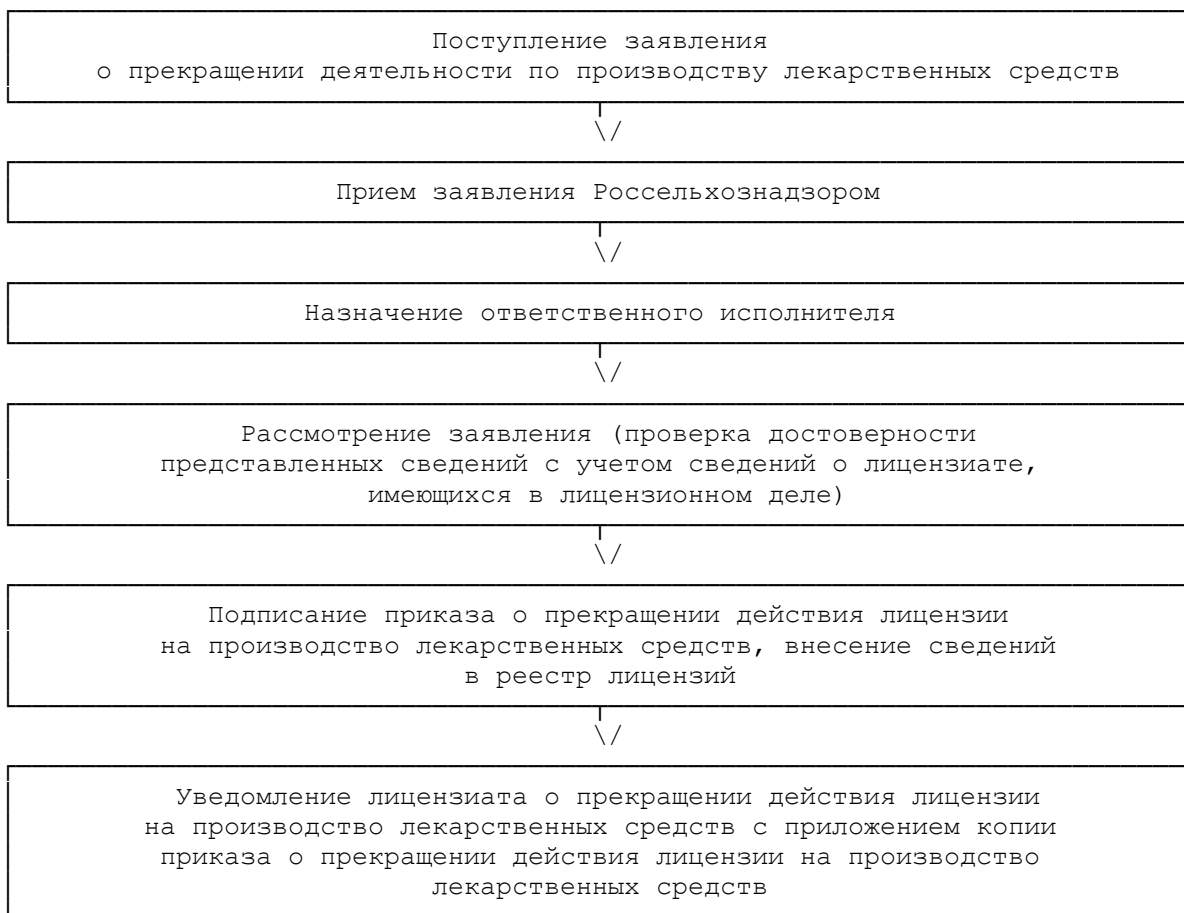 Поступление заявления
о прекращении деятельности по производству лекарственных средств
\/
Прием заявления Россельхознадзором
\/
Назначение ответственного исполнителя
\/
Рассмотрение заявления (проверка достоверности
представленных сведений с учетом сведений о лицензиате,
имеющихся в лицензионном деле)
\/
Подписание приказа о прекращении действия лицензии
на производство лекарственных средств, внесение сведений
в реестр лицензий
\/
Уведомление лицензиата о прекращении действия лицензии
на производство лекарственных средств с приложением копии
приказа о прекращении действия лицензии на производство
лекарственных средств